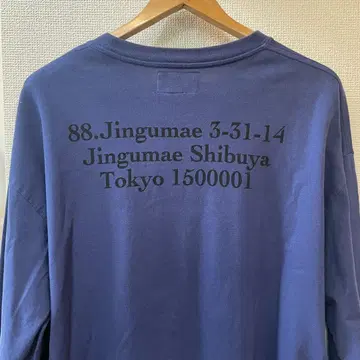 88.Jingumae 3-31-14
Jingumae Shibuya
Tokyo 1500001